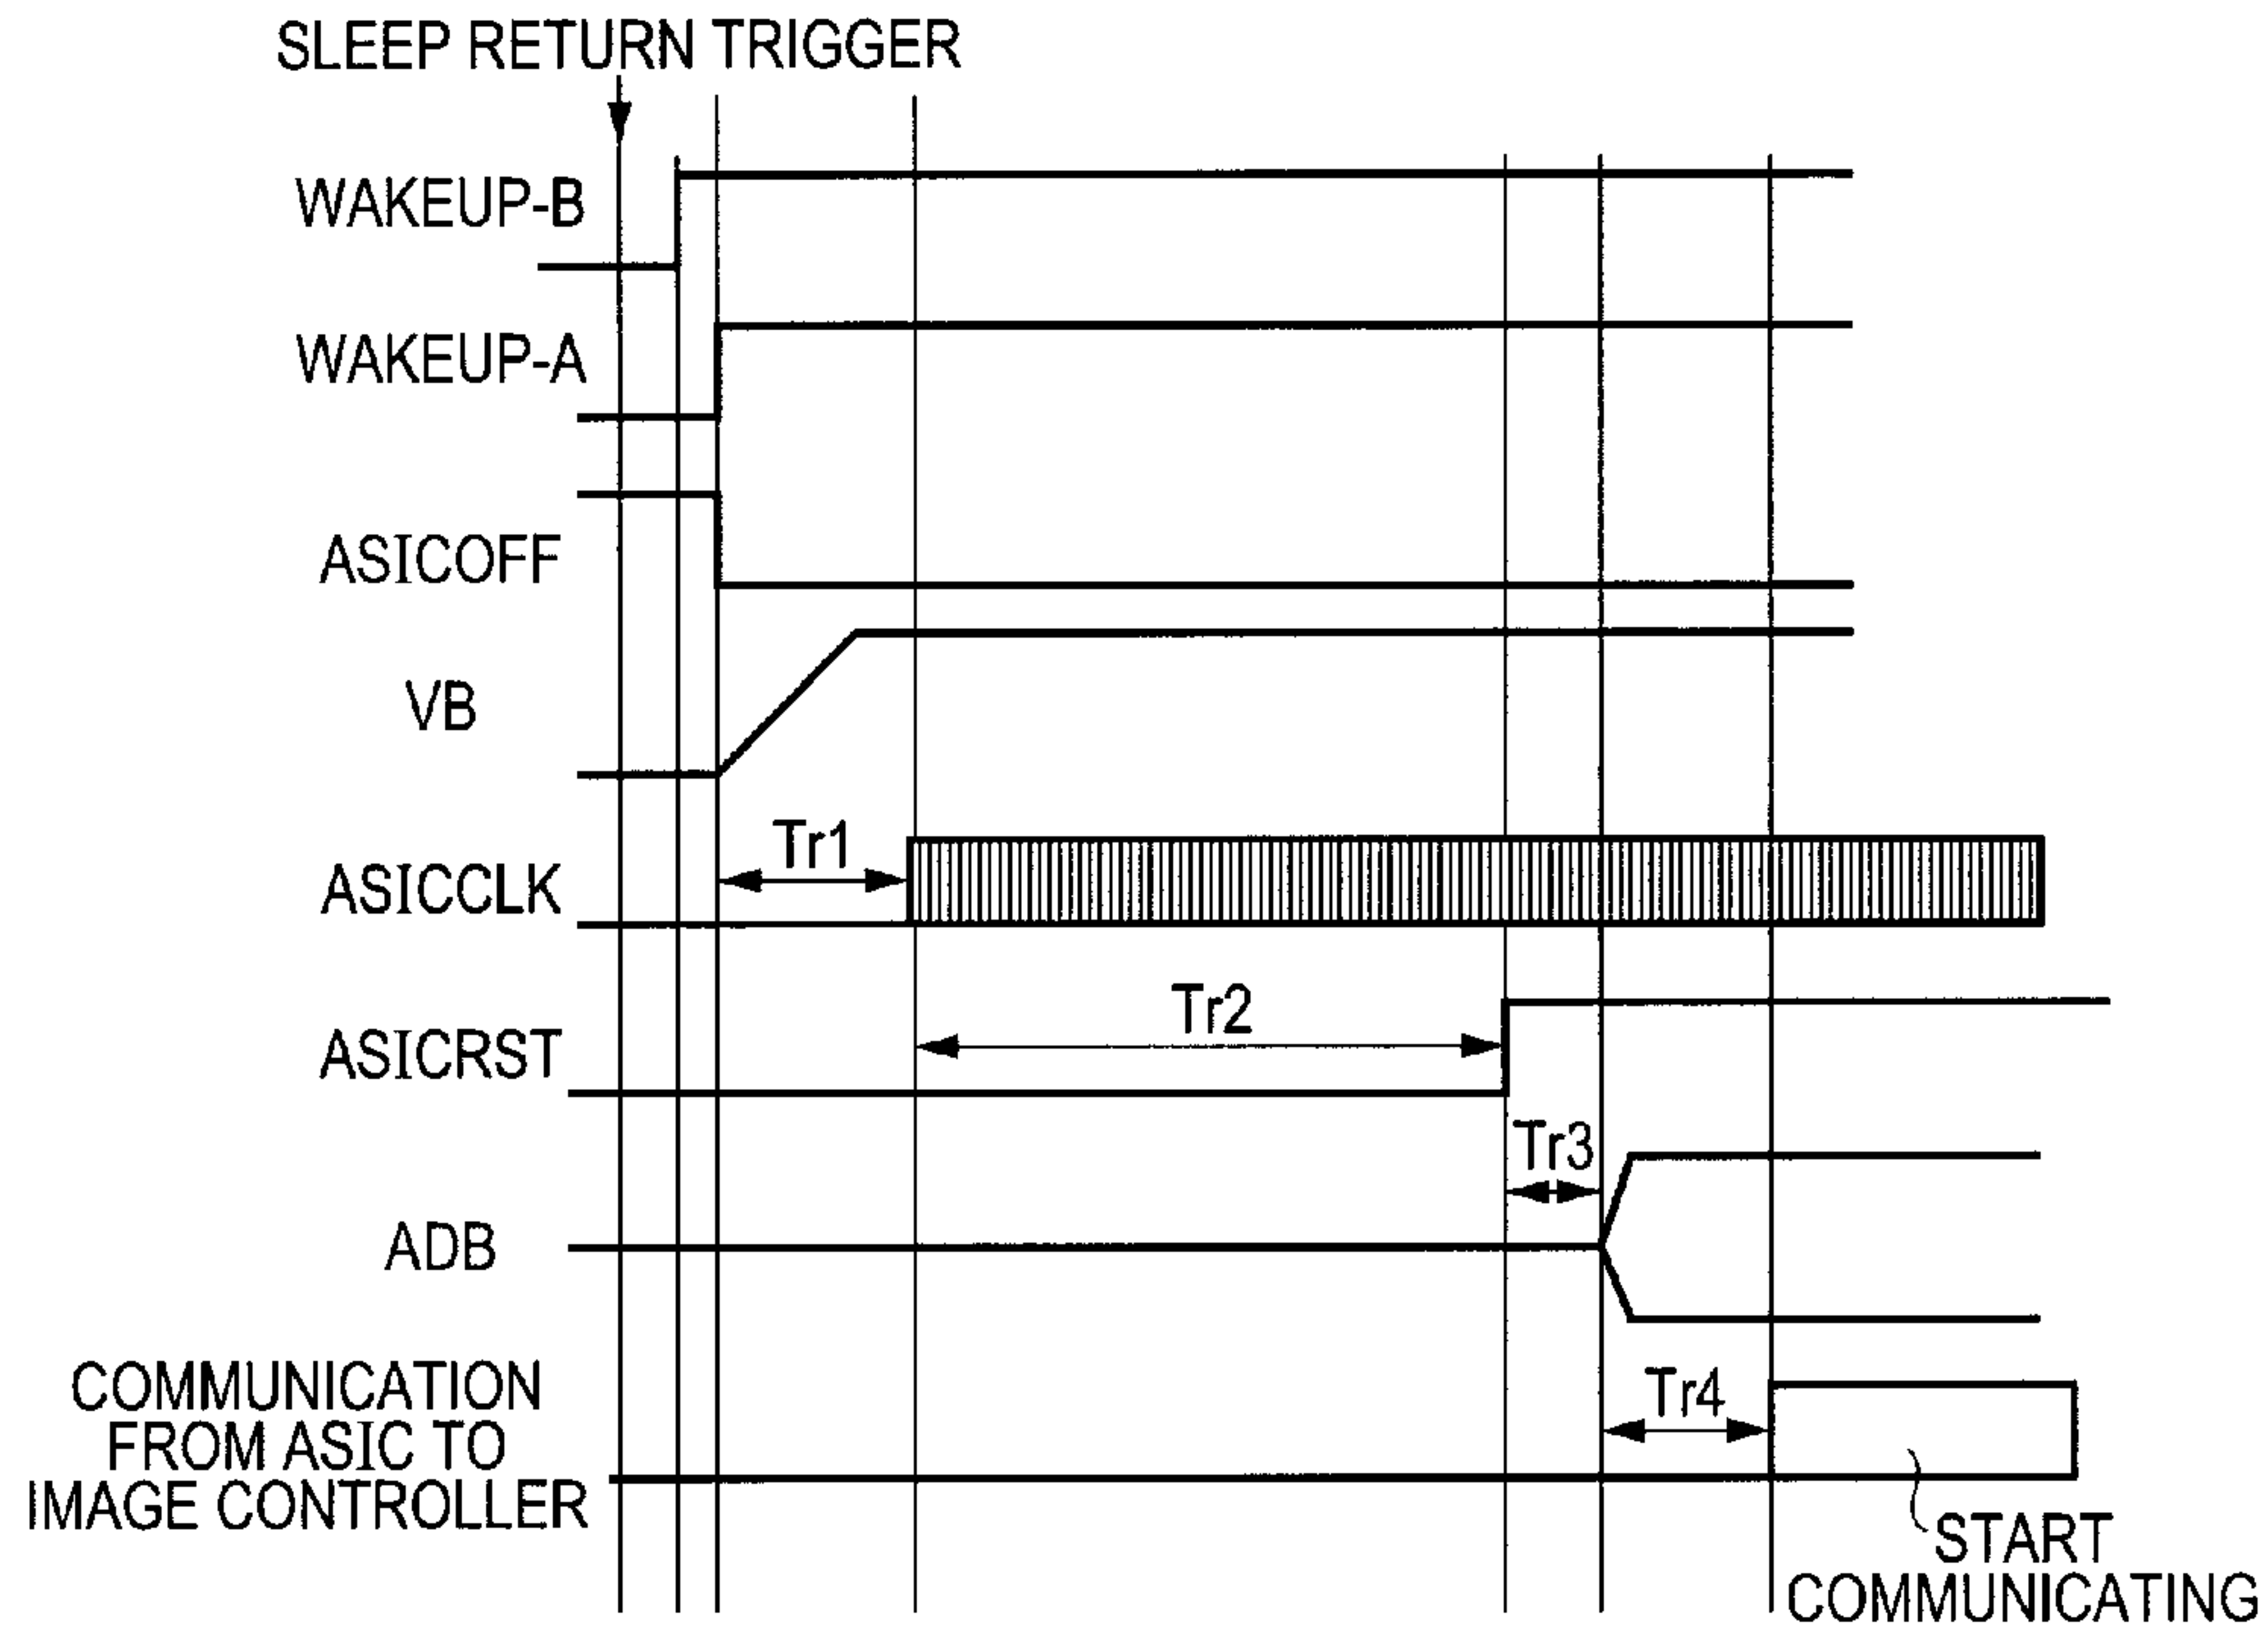 SLEEP RETURN TRIGGER
WAKEUP-B
WAKEUP-A
ASICOFF
VB
Tr1
ASICCLK
Tr2
ASICRST
Tr3
ADB
COMMUNICATION
FROM ASIC TO
IMAGE CONTROLLER
Tr4
START
COMMUNICATING